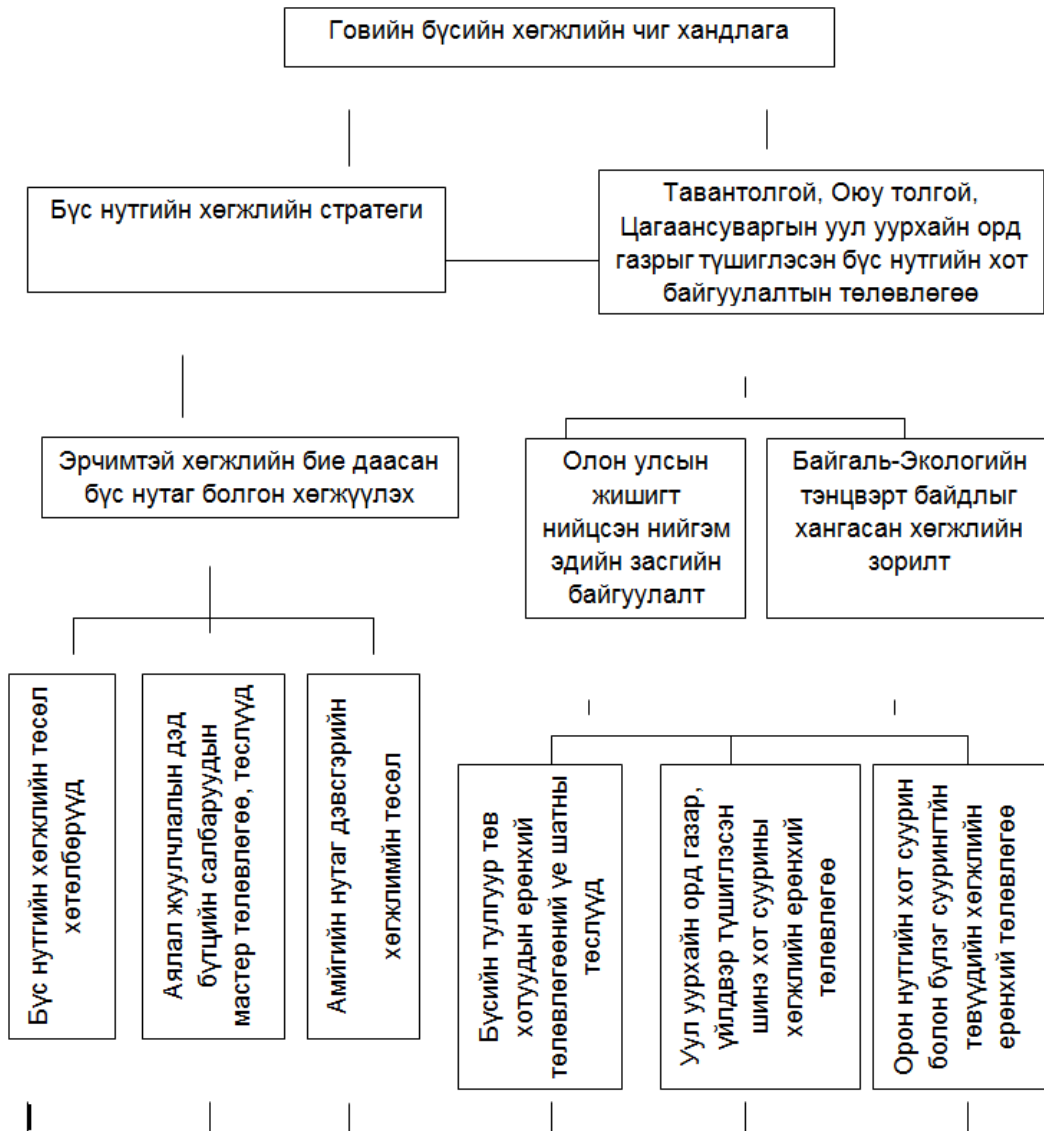 Говийн бүсийн хөгжлийн чиг хандлага
Бүс нутгийн хөгжлийн стратеги
Тавантолгой, Оюу толгой,
Цагаансуваргын уул уурхайн орд
газрыг түшиглэсэн бүс нутгийн хот
байгуулалтын төлөвлөгөө
Эрчимтэй хөгжлийн бие даасан
бүс нутаг болгон хөгжүүлэх
Олон улсын
жишигт
нийцсэн нийгэм
эдийн засгийн
байгуулалт
Байгаль-Экологийн
тэнцвэрт байдлыг
хангасан хөгжлийн
зорилт
Бүс нутгийн хөгжлийн төсөл
хөтөлбөрүүд
Аялал жуулчлалын дэд
бүтцийн салбаруудын
мастер төлөвлөгөө, төслүүд
Амйгийн нутаг дэвсгэрийн
хөгжлимйн төсөл
Бүсийн тулгуур төв
хотуудын ерөнхий
төлөвлөгөөний үе шатны
төслүүд
Уул уурхайн орд газар,
үйлдвэр түшиглэсэн
шинэ хот суурины
хөгжлийн ерөнхий
төлөвлөгөө
Орон нутгийн хот суурин
болон бүлэг суурингтйн
төвүүдийн хөгжлийн
ерөнхий төлөвлөгөө